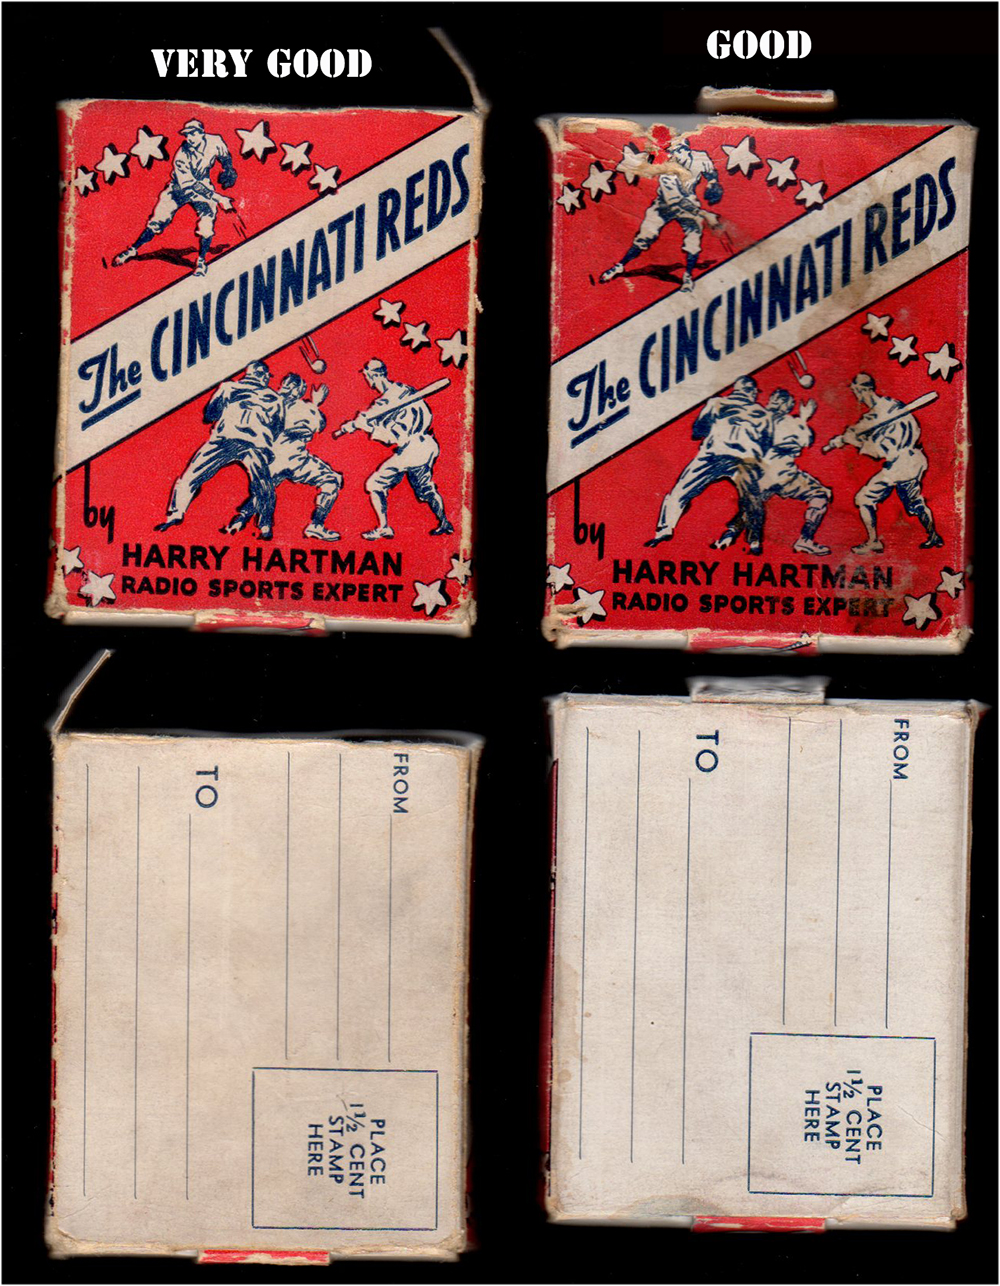 VERY GOOD
GOOD
The CINCINNATI REDS
by
HARRY HARTMAN
RADIO SPORTS EXPERT
The CINCINNATI REDS
by
HARRY HARTMAN
RADIO SPORTS EXPERT
FROM
TO
PLACE
1½ CENT
STAMP
HERE
FROM
TO
PLACE
1½ CENT
STAMP
HERE